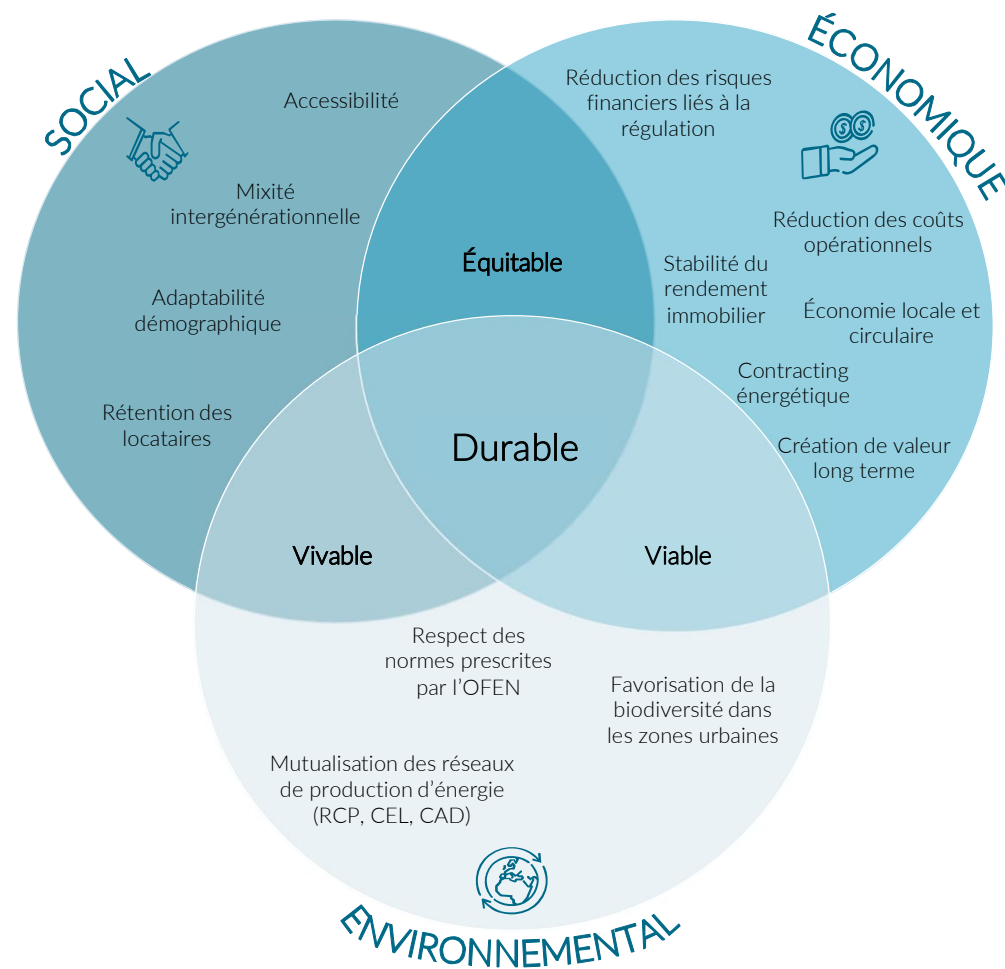 SOCIAL
Accessibilité
Mixité
intergénérationnelle
Adaptabilité
démographique
Rétention des
locataires
ÉCONOMIQUE
Réduction des risques
financiers liés à la
régulation
Réduction des coûts
opérationnels
Stabilité du
rendement
immobilier
Économie locale et
circulaire
Contracting
énergétique
Création de valeur
long terme
Équitable
Durable
Vivable
Viable
Respect des
normes prescrites
par l’OFEN
Favorisation de la
biodiversité dans
les zones urbaines
Mutualisation des réseaux
de production d’énergie
(RCP, CEL, CAD)
ENVIRONNEMENTAL